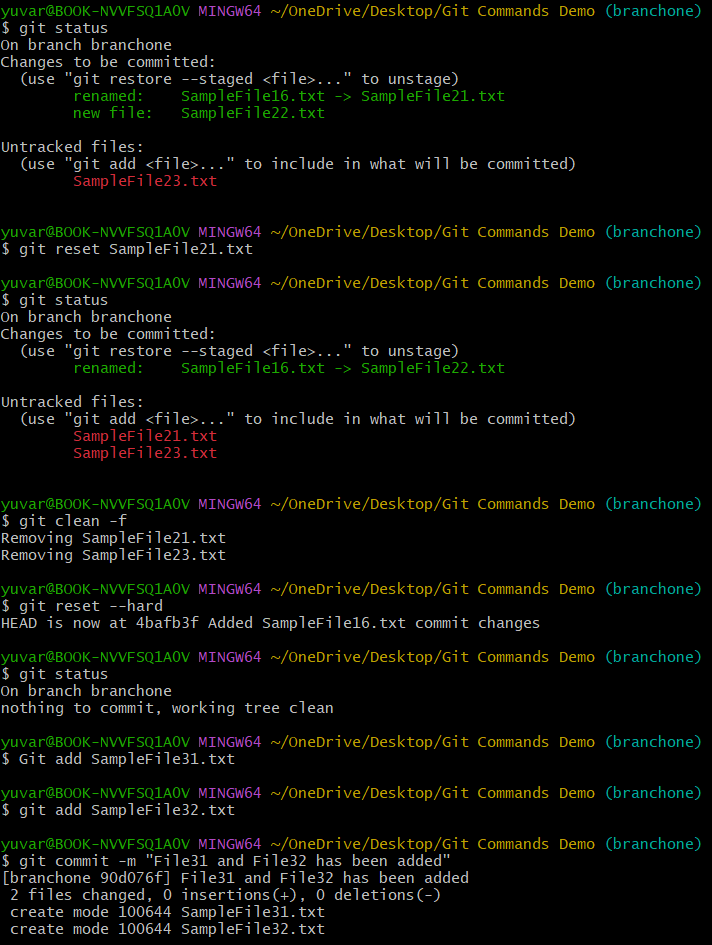 yuvar@BOOK-NVVFSQ1A0V MINGW64 ~/OneDrive/Desktop/Git Commands Demo (branchone)
$ git status
On branch branchone
Changes to be committed:
  (use "git restore --staged <file>..." to unstage)
        renamed:    SampleFile16.txt -> SampleFile21.txt
        new file:   SampleFile22.txt

Untracked files:
  (use "git add <file>..." to include in what will be committed)
        SampleFile23.txt


yuvar@BOOK-NVVFSQ1A0V MINGW64 ~/OneDrive/Desktop/Git Commands Demo (branchone)
$ git reset SampleFile21.txt

yuvar@BOOK-NVVFSQ1A0V MINGW64 ~/OneDrive/Desktop/Git Commands Demo (branchone)
$ git status
On branch branchone
Changes to be committed:
  (use "git restore --staged <file>..." to unstage)
        renamed:    SampleFile16.txt -> SampleFile22.txt

Untracked files:
  (use "git add <file>..." to include in what will be committed)
        SampleFile21.txt
        SampleFile23.txt


yuvar@BOOK-NVVFSQ1A0V MINGW64 ~/OneDrive/Desktop/Git Commands Demo (branchone)
$ git clean -f
Removing SampleFile21.txt
Removing SampleFile23.txt

yuvar@BOOK-NVVFSQ1A0V MINGW64 ~/OneDrive/Desktop/Git Commands Demo (branchone)
$ git reset --hard
HEAD is now at 4bafb3f Added SampleFile16.txt commit changes

yuvar@BOOK-NVVFSQ1A0V MINGW64 ~/OneDrive/Desktop/Git Commands Demo (branchone)
$ git status
On branch branchone
nothing to commit, working tree clean

yuvar@BOOK-NVVFSQ1A0V MINGW64 ~/OneDrive/Desktop/Git Commands Demo (branchone)
$ Git add SampleFile31.txt

yuvar@BOOK-NVVFSQ1A0V MINGW64 ~/OneDrive/Desktop/Git Commands Demo (branchone)
$ git add SampleFile32.txt

yuvar@BOOK-NVVFSQ1A0V MINGW64 ~/OneDrive/Desktop/Git Commands Demo (branchone)
$ git commit -m "File31 and File32 has been added"
[branchone 90d076f] File31 and File32 has been added
 2 files changed, 0 insertions(+), 0 deletions(-)
 create mode 100644 SampleFile31.txt
 create mode 100644 SampleFile32.txt